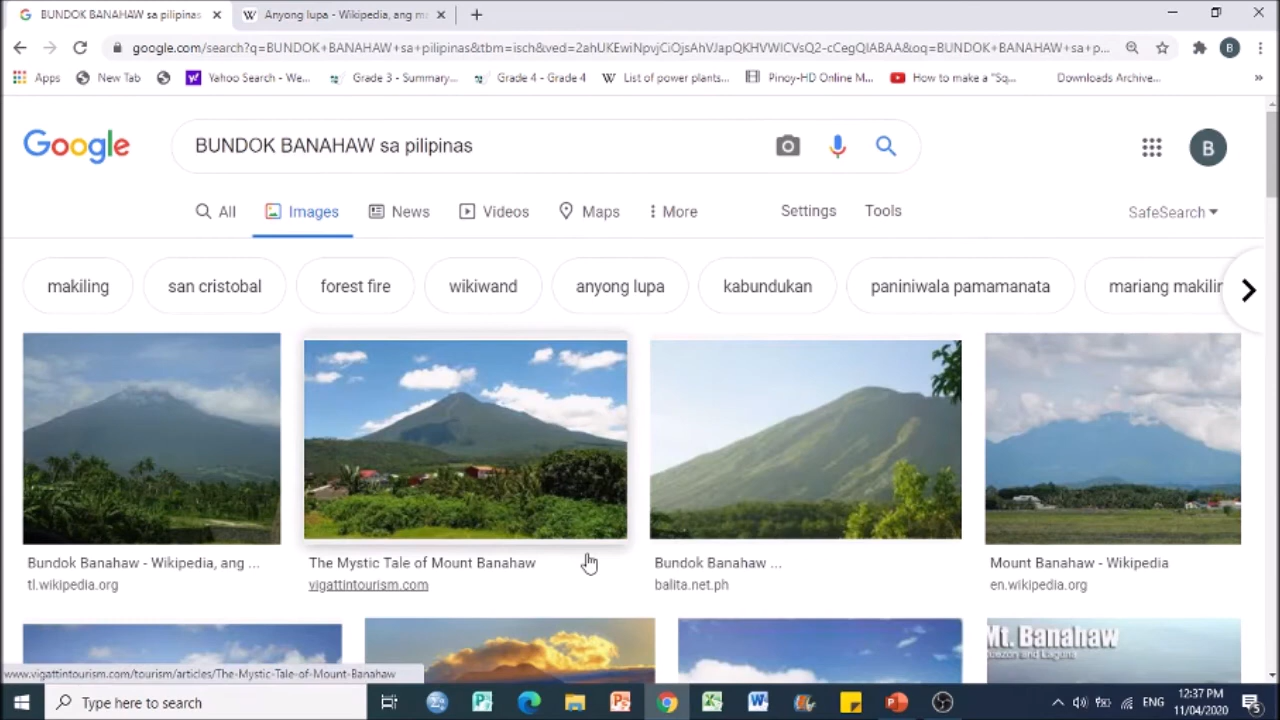 BUNDOK BANAHAW sa pilipinas
Anyong lupa - Wikipedia, ang m
google.com/search?q=BUNDOK+BANAHAW+sa+pilipinas&tbm=isch&ved=2ahUKEwiNpvjCiOjsAhVJapQKHVWICVsQ2-cCegQIABAA&oq=BUNDOK+BANAHAW+sa+p...
B
Apps
New Tab
Yahoo Search - We...
Grade 3 - Summary...
Grade 4 - Grade 4
List of power plants...
Pinoy-HD Online M...
How to make a "Sq...
Downloads Archive...
Google
BUNDOK BANAHAW sa pilipinas
B
All
Images
News
Videos
Maps
More
Settings
Tools
SafeSearch
makiling
san cristobal
forest fire
wikiwand
anyong lupa
kabundukan
paniniwala pamamanata
mariang makilin
Bundok Banahaw - Wikipedia, ang ...
tl.wikipedia.org
The Mystic Tale of Mount Banahaw
vigattintourism.com
Bundok Banahaw ...
balita.net.ph
Mount Banahaw - Wikipedia
en.wikipedia.org
Mt. Banahaw
Quezon and Laguna
www.vigattintourism.com/tourism/articles/The-Mystic-Tale-of-Mount-Banahaw
Type here to search
ENG
12:37 PM
11/04/2020
5